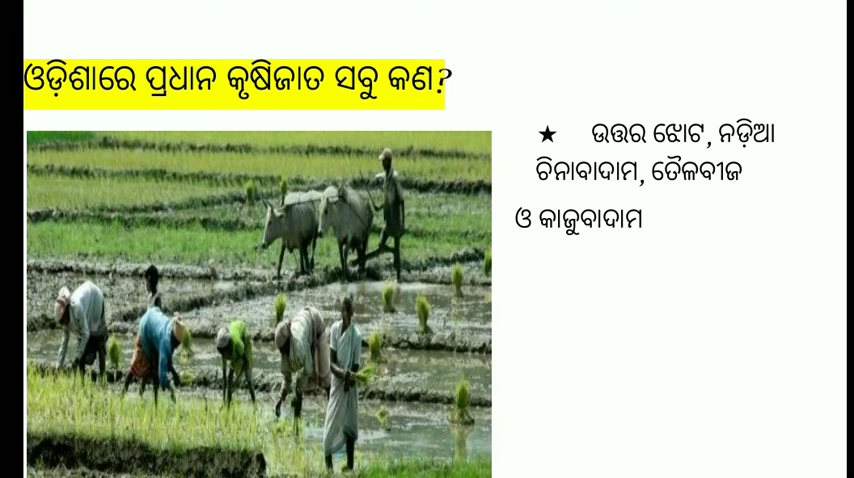 ଓଡ଼ିଶାରେ ପ୍ରଧାନ କୃଷିଜାତ ସବୁ କଣ?
★ ଉତ୍ତର ଝୋଟ, ନଡ଼ିଆ
ଚିନାବାଦାମ, ତୈଳବୀଜ
ଓ କାଜୁବାଦାମ